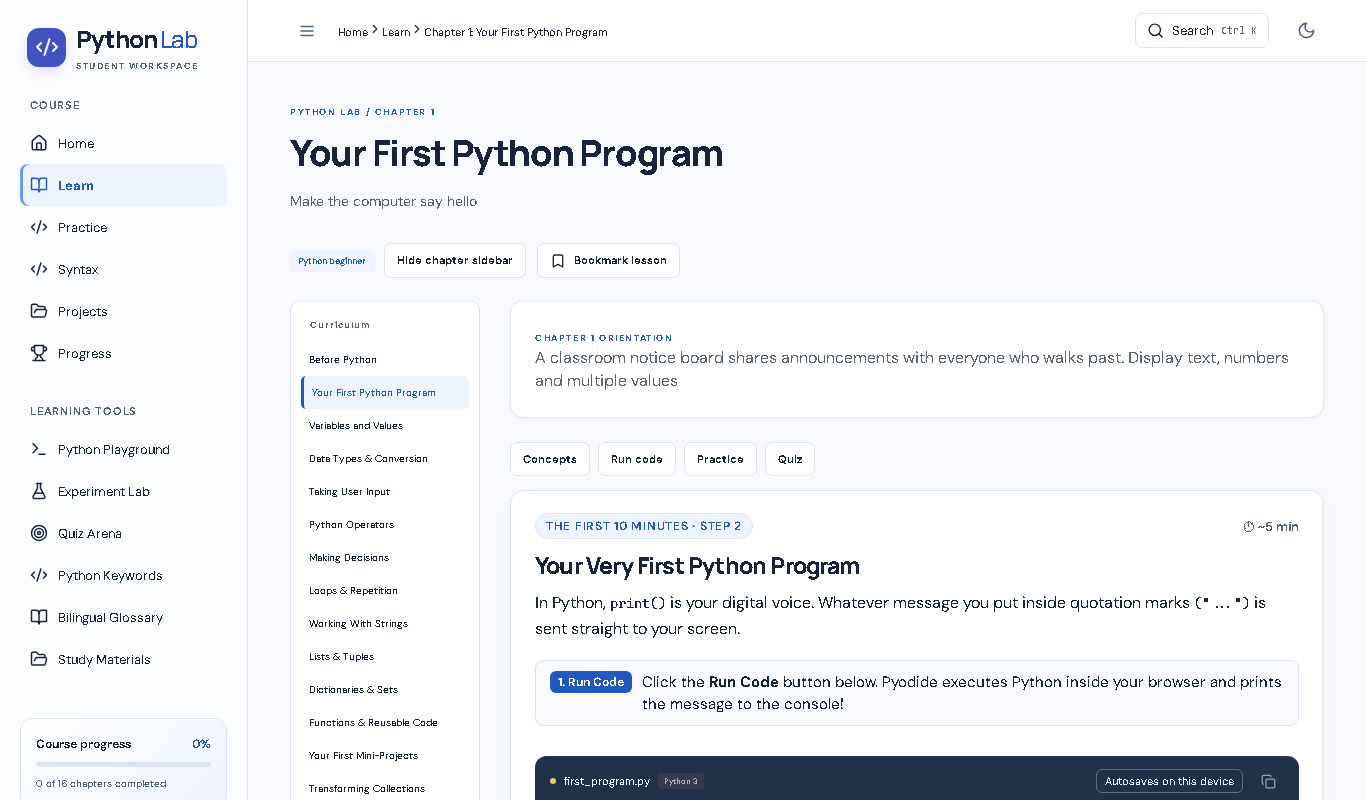 Python Lab
STUDENT WORKSPACE
COURSE
Home
Learn
Practice
Syntax
Projects
Progress
LEARNING TOOLS
Python Playground
Experiment Lab
Quiz Arena
Python Keywords
Bilingual Glossary
Study Materials
Course progress 0%
0 of 16 chapters completed
Home > Learn > Chapter 1: Your First Python Program
Search Ctrl K
PYTHON LAB / CHAPTER 1
Your First Python Program
Make the computer say hello
Python beginner
Hide chapter sidebar
Bookmark lesson
Curriculum
Before Python
Your First Python Program
Variables and Values
Data Types & Conversion
Taking User Input
Python Operators
Making Decisions
Loops & Repetition
Working With Strings
Lists & Tuples
Dictionaries & Sets
Functions & Reusable Code
Your First Mini-Projects
Transforming Collections
CHAPTER 1 ORIENTATION
A classroom notice board shares announcements with everyone who walks past. Display text, numbers
and multiple values
Concepts
Run code
Practice
Quiz
THE FIRST 10 MINUTES · STEP 2
⏱ ~5 min
Your Very First Python Program
In Python, print() is your digital voice. Whatever message you put inside quotation marks (" ... ") is
sent straight to your screen.
1. Run Code
Click the Run Code button below. Pyodide executes Python inside your browser and prints
the message to the console!
first_program.py
Python 3
Autosaves on this device